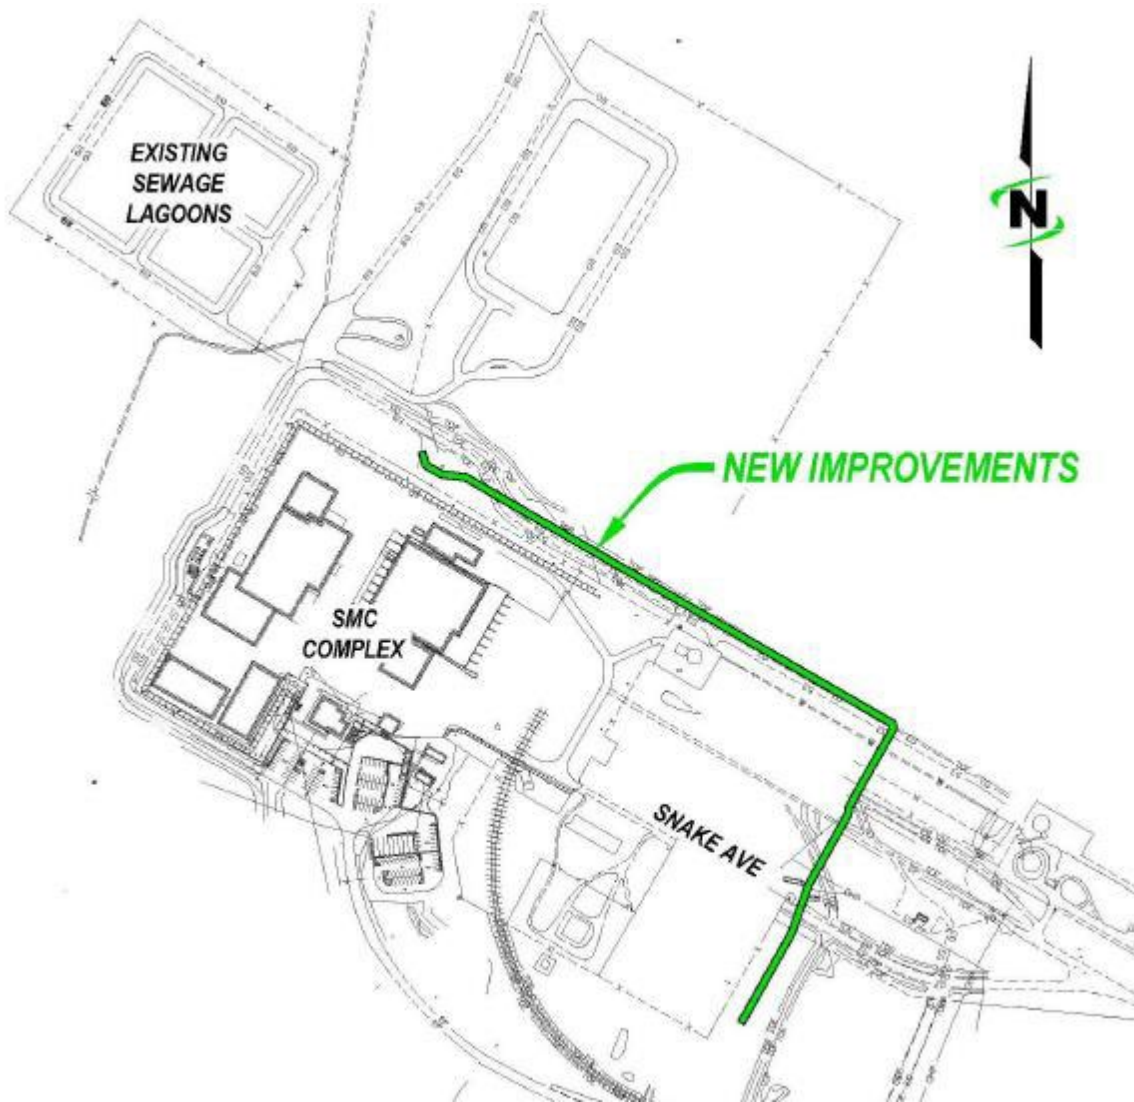 EXISTING
SEWAGE
LAGOONS
N
NEW IMPROVEMENTS
SMC
COMPLEX
SNAKE AVE